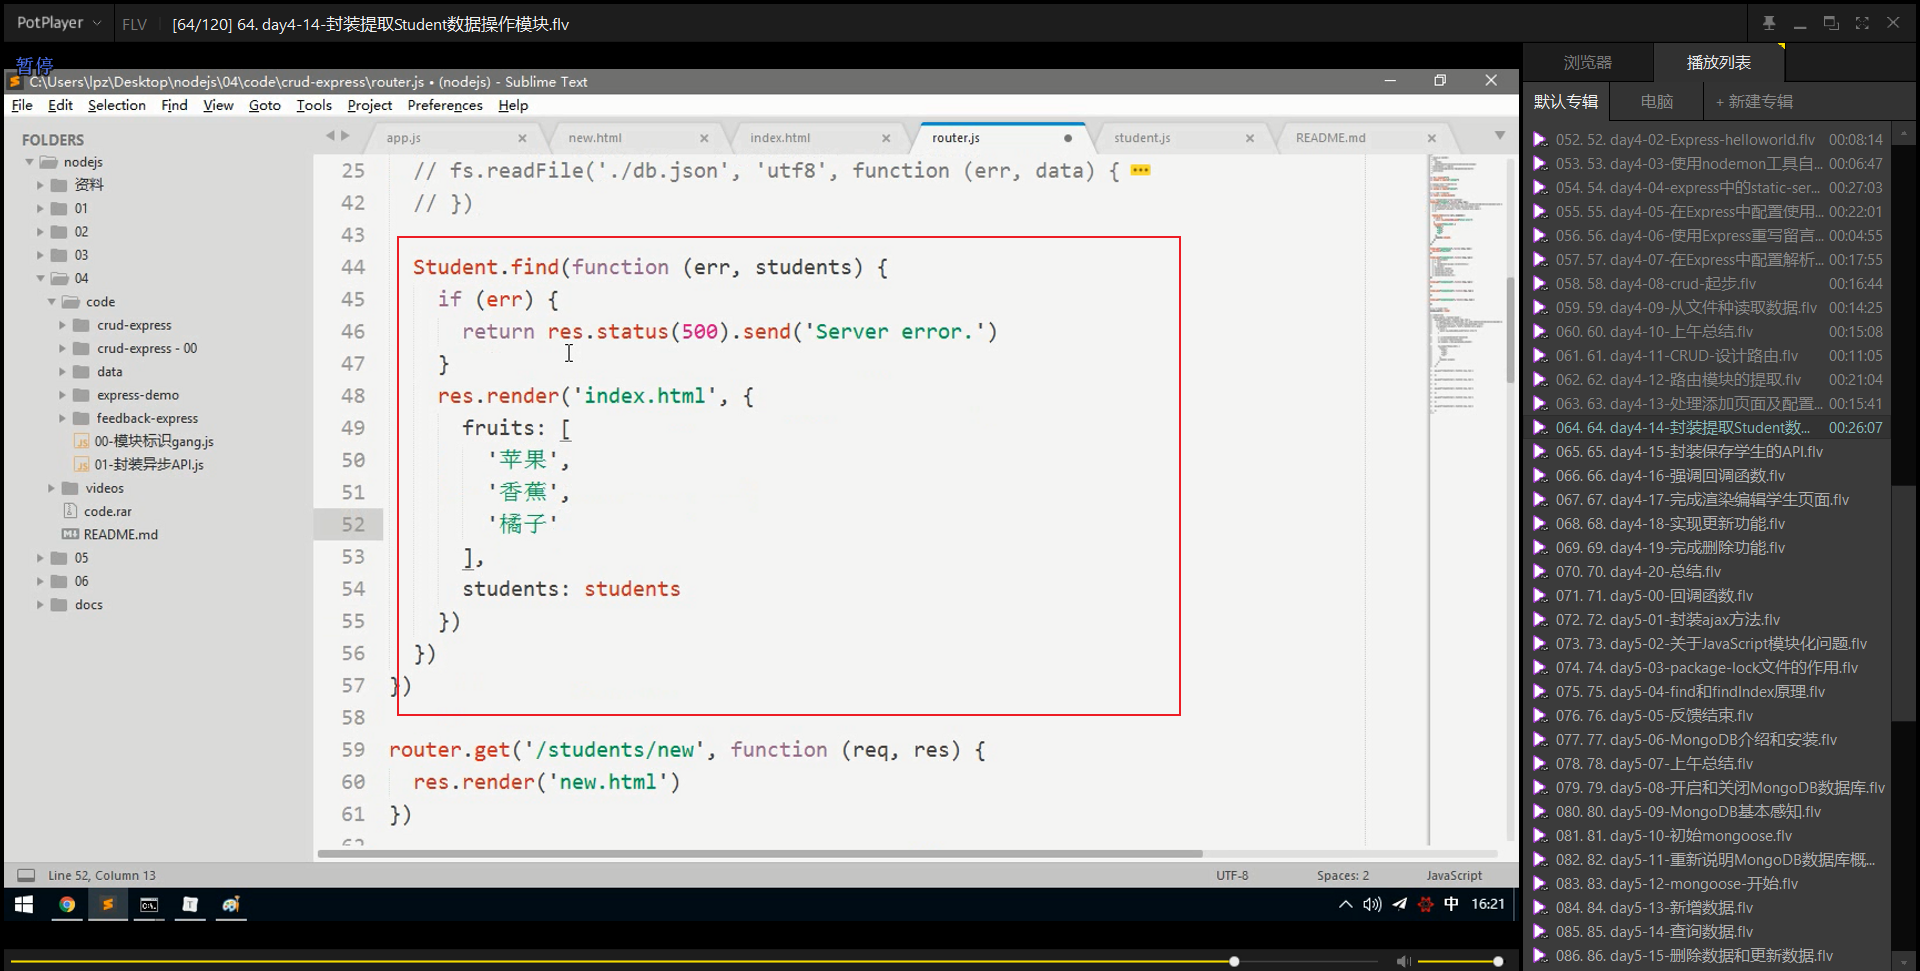 PotPlayer FLV [64/120] 64. day4-14-封装提取Student数据操作模块.flv
暂停
C:\Users\lpz\Desktop\nodejs\04\code\crud-express\router.js • (nodejs) - Sublime Text
File Edit Selection Find View Goto Tools Project Preferences Help
FOLDERS
nodejs
资料
01
02
03
04
code
crud-express
crud-express - 00
data
express-demo
feedback-express
00-模块标识gang.js
01-封装异步API.js
videos
code.rar
README.md
05
06
docs
app.js new.html index.html router.js student.js README.md
25 // fs.readFile('./db.json', 'utf8', function (err, data) {
42 // })
43
44 Student.find(function (err, students) {
45 if (err) {
46 return res.status(500).send('Server error.')
47 }
48 res.render('index.html', {
49 fruits: [
50 '苹果',
51 '香蕉',
52 '橘子'
53 ],
54 students: students
55 })
56 })
57 })
58
59 router.get('/students/new', function (req, res) {
60 res.render('new.html')
61 })
62
Line 52, Column 13 UTF-8 Spaces: 2 JavaScript
中 16:21
浏览器 播放列表
默认专辑 电脑 + 新建专辑
052. 52. day4-02-Express-helloworld.flv 00:08:14
053. 53. day4-03-使用nodemon工具自... 00:06:47
054. 54. day4-04-express中的static-ser... 00:27:03
055. 55. day4-05-在Express中配置使用... 00:22:01
056. 56. day4-06-使用Express重写留言... 00:04:55
057. 57. day4-07-在Express中配置解析... 00:17:55
058. 58. day4-08-crud-起步.flv 00:16:44
059. 59. day4-09-从文件种读取数据.flv 00:14:25
060. 60. day4-10-上午总结.flv 00:15:08
061. 61. day4-11-CRUD-设计路由.flv 00:11:05
062. 62. day4-12-路由模块的提取.flv 00:21:04
063. 63. day4-13-处理添加页面及配置... 00:15:41
064. 64. day4-14-封装提取Student数... 00:26:07
065. 65. day4-15-封装保存学生的API.flv
066. 66. day4-16-强调回调函数.flv
067. 67. day4-17-完成渲染编辑学生页面.flv
068. 68. day4-18-实现更新功能.flv
069. 69. day4-19-完成删除功能.flv
070. 70. day4-20-总结.flv
071. 71. day5-00-回调函数.flv
072. 72. day5-01-封装ajax方法.flv
073. 73. day5-02-关于JavaScript模块化问题.flv
074. 74. day5-03-package-lock文件的作用.flv
075. 75. day5-04-find和findIndex原理.flv
076. 76. day5-05-反馈结束.flv
077. 77. day5-06-MongoDB介绍和安装.flv
078. 78. day5-07-上午总结.flv
079. 79. day5-08-开启和关闭MongoDB数据库.flv
080. 80. day5-09-MongoDB基本感知.flv
081. 81. day5-10-初始mongoose.flv
082. 82. day5-11-重新说明MongoDB数据库概...
083. 83. day5-12-mongoose-开始.flv
084. 84. day5-13-新增数据.flv
085. 85. day5-14-查询数据.flv
086. 86. day5-15-删除数据和更新数据.flv